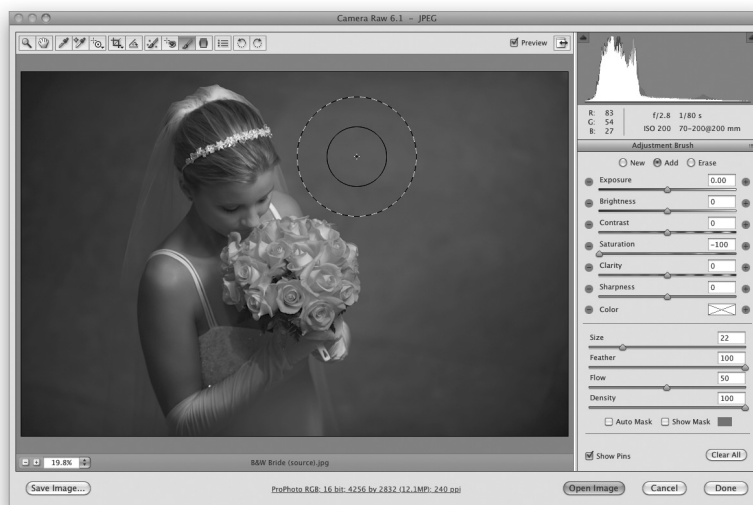 Camera Raw 6.1 – JPEG
Preview
R: 83
G: 54
B: 27
f/2.8 1/80 s
ISO 200 70-200@200 mm
Adjustment Brush
New Add Erase
Exposure 0.00
Brightness 0
Contrast 0
Saturation -100
Clarity 0
Sharpness 0
Color
Size 22
Feather 100
Flow 50
Density 100
Auto Mask Show Mask
Show Pins Clear All
19.8% B&W Bride (source).jpg
Save Image... ProPhoto RGB; 16 bit; 4256 by 2832 (12.1MP); 240 ppi Open Image Cancel Done